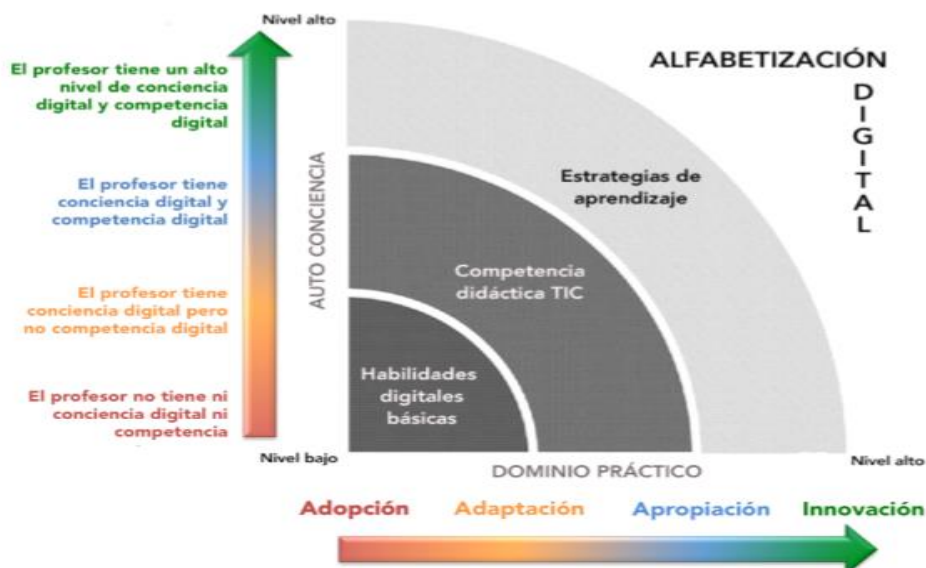 Nivel alto
El profesor tiene un alto
nivel de conciencia
digital y competencia
digital
El profesor tiene
conciencia digital y
competencia digital
El profesor tiene
conciencia digital pero
no competencia digital
El profesor no tiene ni
conciencia digital ni
competencia
AUTO CONCIENCIA
Nivel bajo
ALFABETIZACIÓN
DIGITAL
Estrategias de
aprendizaje
Competencia
didáctica TIC
Habilidades
digitales
básicas
DOMINIO PRÁCTICO
Nivel alto
Adopción Adaptación Apropiación Innovación